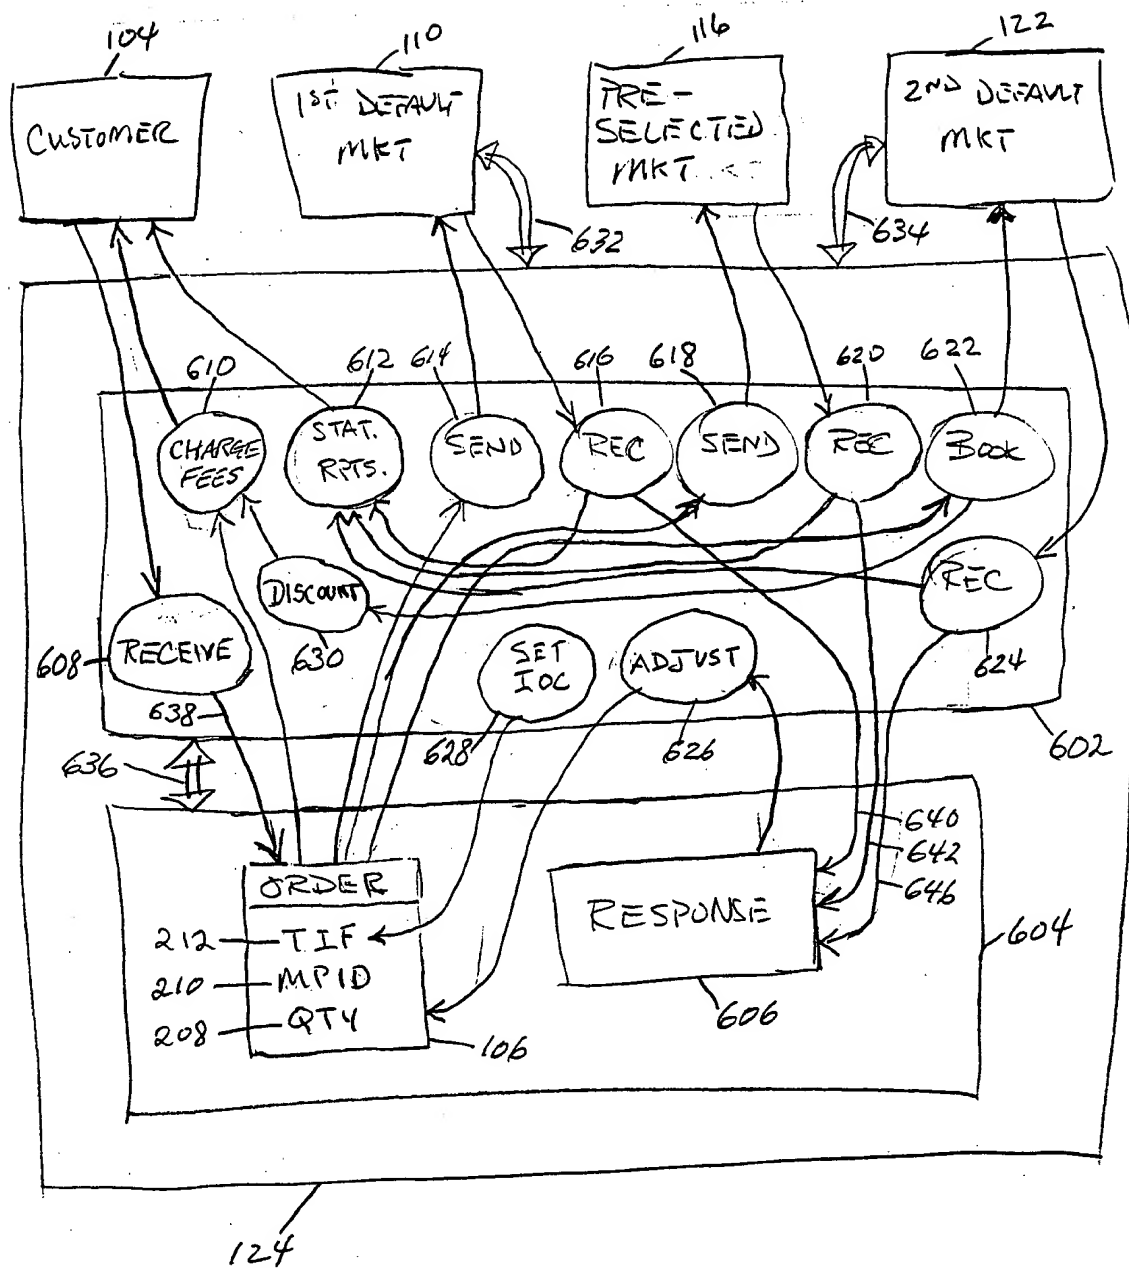 104
110
116
122
CUSTOMER
1ST DEFAULT
MKT
PRE-
SELECTED
MKT
2ND DEFAULT
MKT
632
634
610
612
614
616
618
620
622
CHARGE
FEES
STAT.
RPTS.
SEND
REC
SEND
REC
BOOK
DISCOUNT
REC
RECEIVE
608
630
SET
IOC
ADJUST
624
638
628
626
602
636
640
642
646
ORDER
212
TIF
210
MPID
208
QTY
106
RESPONSE
606
604
124